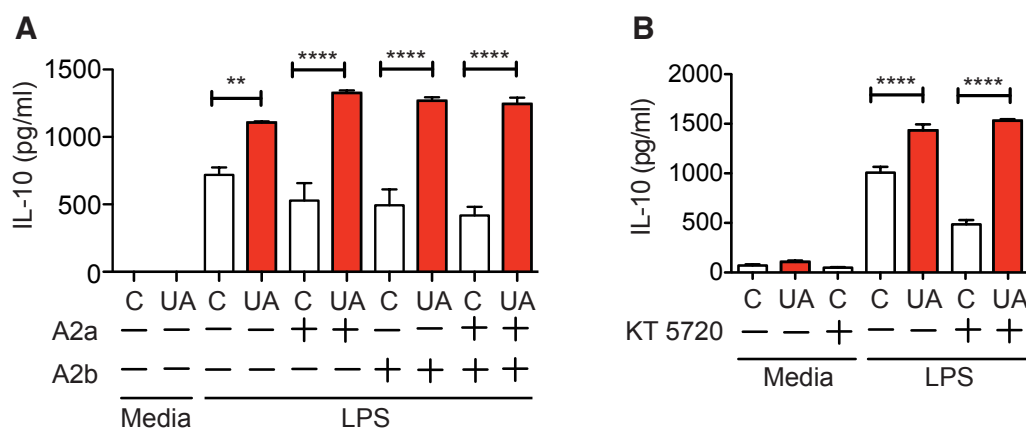 A
IL-10 (pg/ml)
1500
1000
500
0
** **** **** ****
C UA C UA C UA C UA C UA
A2a — — — — + + — — + +
A2b — — — — — — + + + +
Media LPS
B
IL-10 (pg/ml)
2000
1500
1000
500
0
**** ****
C UA C C UA C UA
KT 5720 — — + — — + +
Media LPS